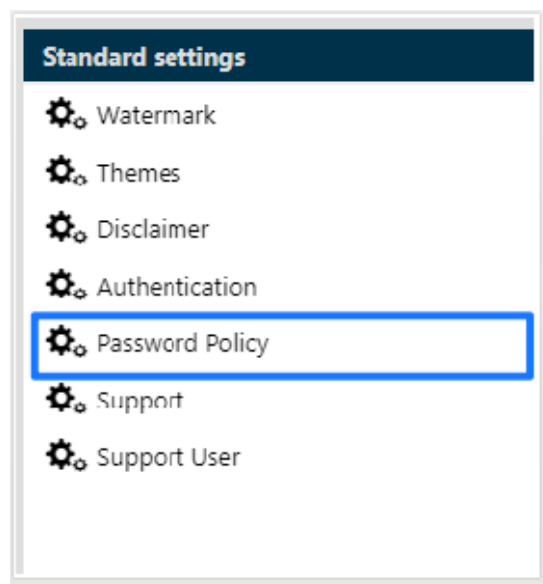 Standard settings
Watermark
Themes
Disclaimer
Authentication
Password Policy
Support
Support User